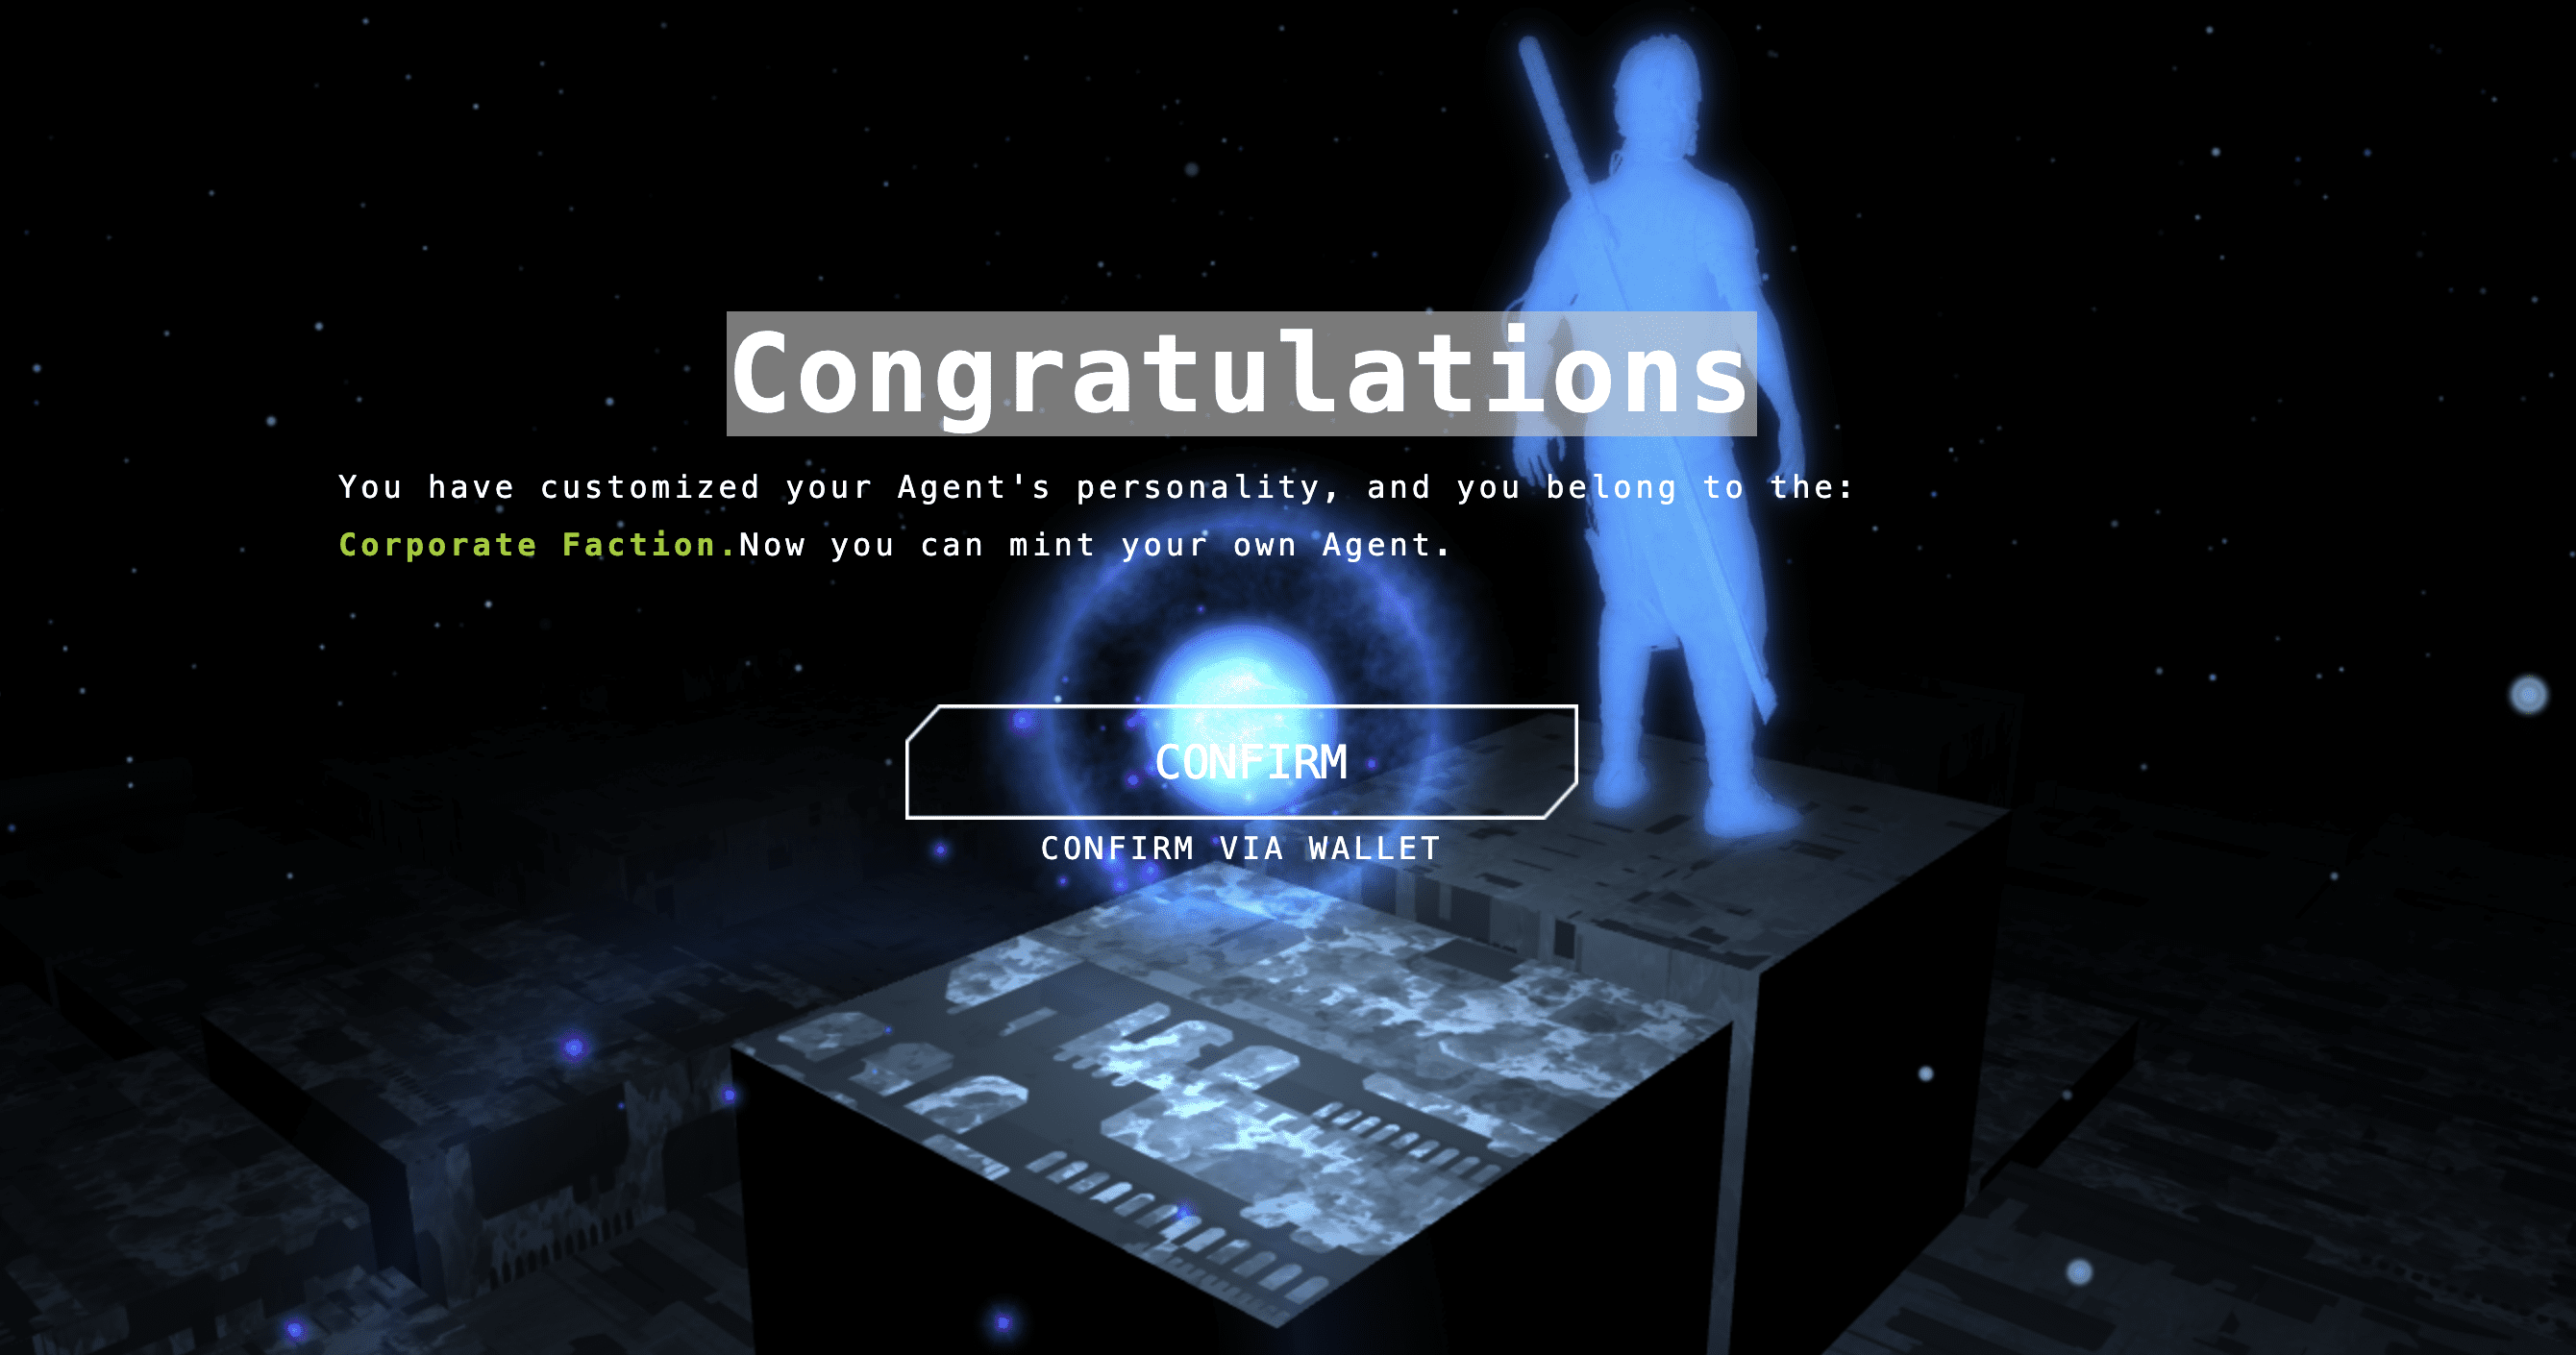 Congratulations
You have customized your Agent's personality, and you belong to the:
Corporate Faction.Now you can mint your own Agent.
CONFIRM
CONFIRM VIA WALLET